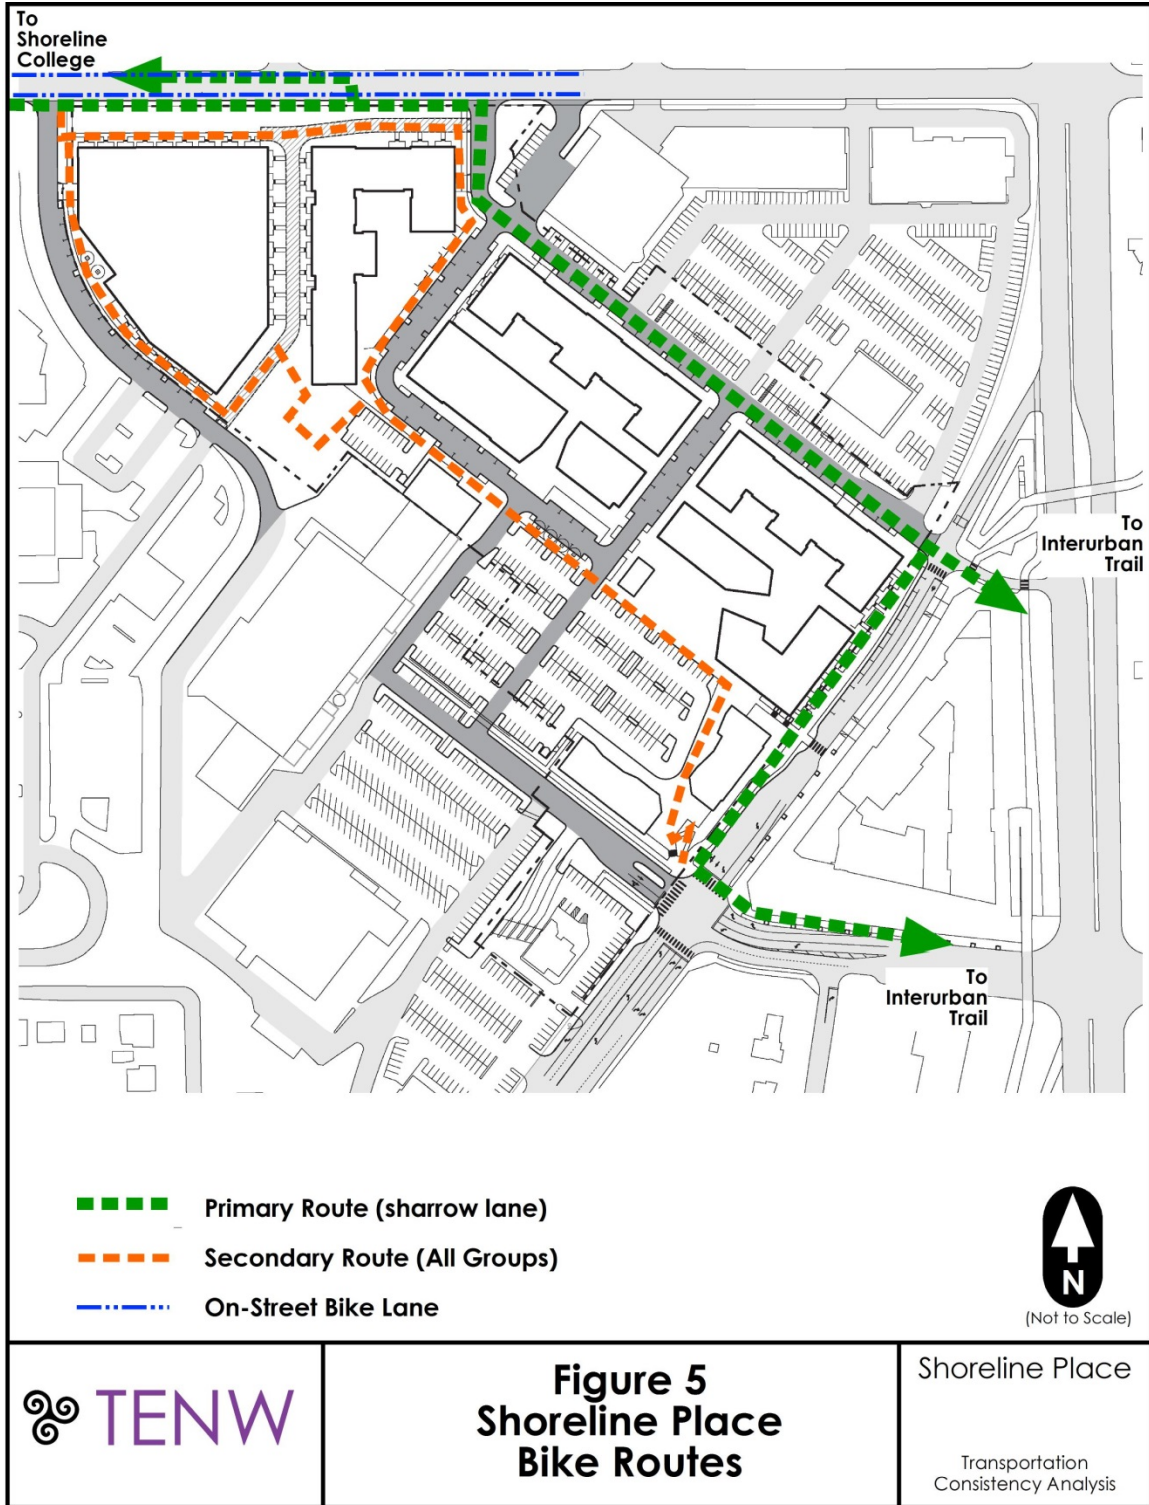 To
Shoreline
College
To
Interurban
Trail
To
Interurban
Trail
Primary Route (sharrow lane)
Secondary Route (All Groups)
On-Street Bike Lane
N
(Not to Scale)
TENW
Figure 5
Shoreline Place
Bike Routes
Shoreline Place
Transportation
Consistency Analysis